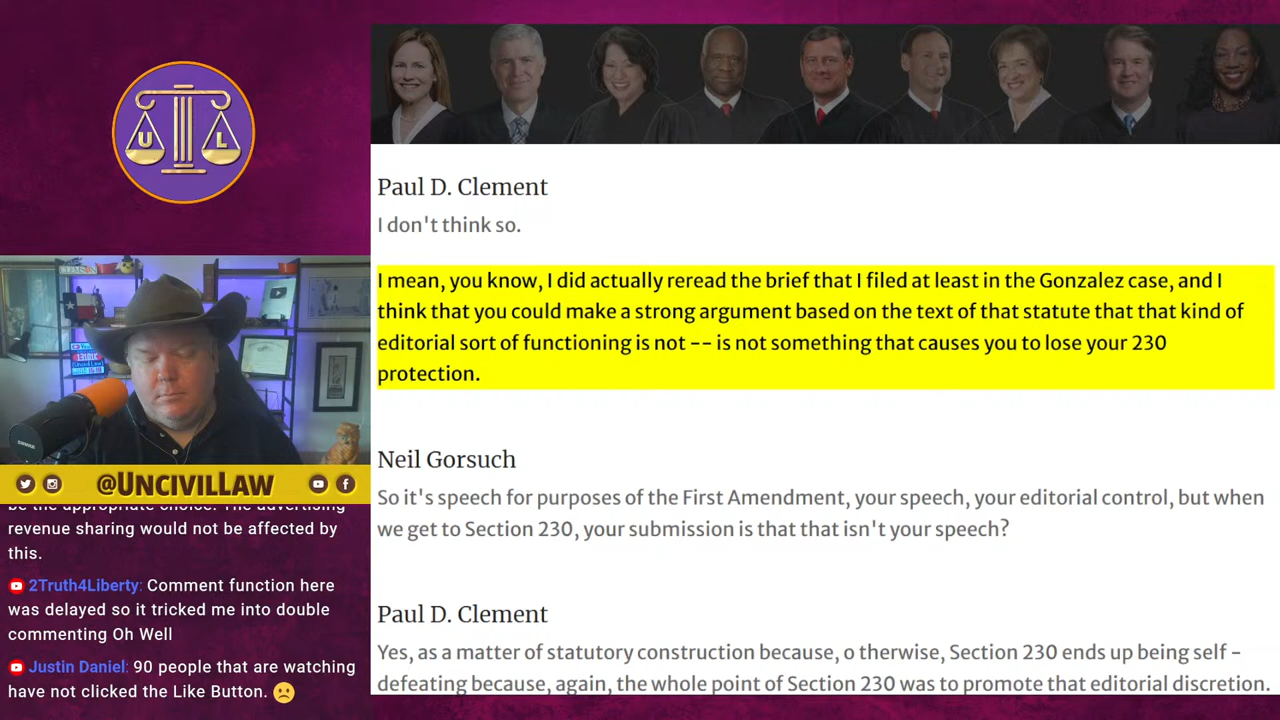 U L
Paul D. Clement
I don't think so.
I mean, you know, I did actually reread the brief that I filed at least in the Gonzalez case, and I
think that you could make a strong argument based on the text of that statute that that kind of
editorial sort of functioning is not -- is not something that causes you to lose your 230
protection.
Neil Gorsuch
So it's speech for purposes of the First Amendment, your speech, your editorial control, but when
we get to Section 230, your submission is that that isn't your speech?
Paul D. Clement
Yes, as a matter of statutory construction because, o therwise, Section 230 ends up being self -
defeating because, again, the whole point of Section 230 was to promote that editorial discretion.
@UNCIVILLAW
be the appropriate choice. The advertising
revenue sharing would not be affected by
this.
2Truth4Liberty: Comment function here
was delayed so it tricked me into double
commenting Oh Well
Justin Daniel: 90 people that are watching
have not clicked the Like Button.